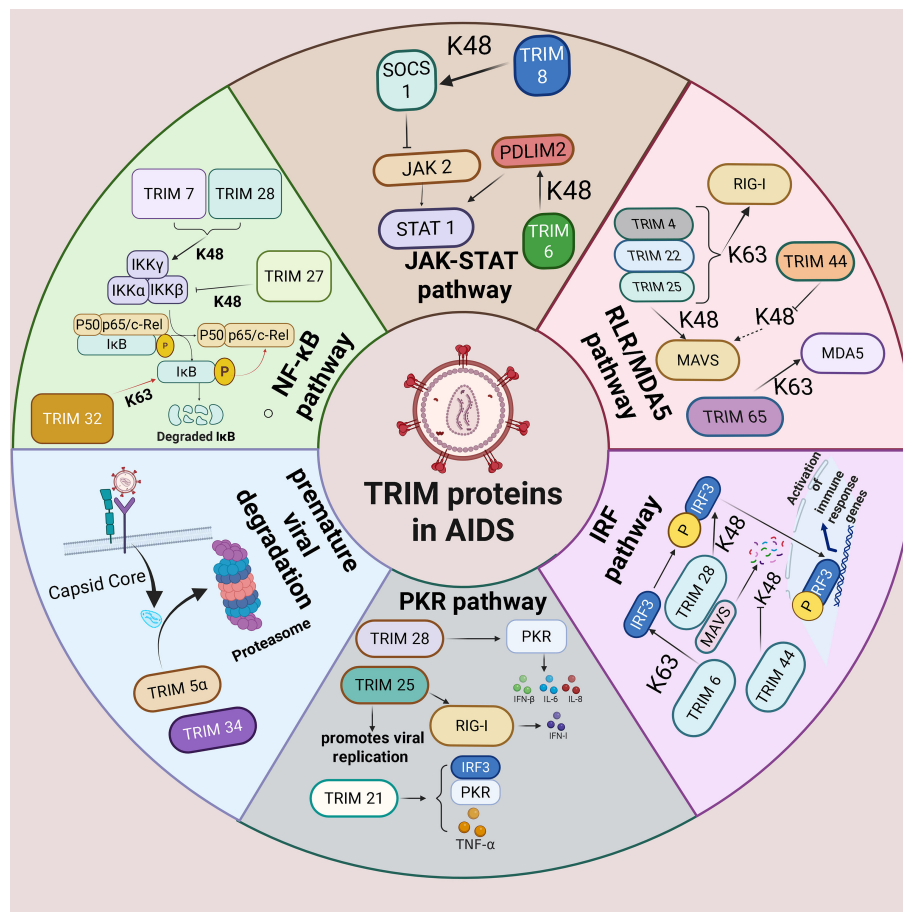 K48
SOCS
1
TRIM
8
JAK 2
PDLIM2
K48
STAT 1
TRIM
6
JAK-STAT
pathway
RIG-I
TRIM 4
TRIM 22
TRIM 25
K63
TRIM 44
K48
K48
MAVS
MDA5
K63
TRIM 65
RLR/MDA5
pathway
TRIM 7
TRIM 28
K48
IKKγ
IKKα
IKKβ
TRIM 27
K48
P50
p65/c-Rel
IκB
P
P50
p65/c-Rel
IκB
P
K63
TRIM 32
Degraded IκB
NF-κB
pathway
TRIM proteins
in AIDS
premature
viral
degradation
Capsid Core
Proteasome
TRIM 5α
TRIM 34
IRF
pathway
P
IRF3
K48
Activation
of
immune
response
genes
TRIM 28
MAVS
K48
P
RF3
IRF3
K63
TRIM 6
TRIM 44
PKR pathway
TRIM 28
PKR
IFN-β
IL-6
IL-8
TRIM 25
RIG-I
IFN-I
promotes viral
replication
TRIM 21
IRF3
PKR
TNF-α